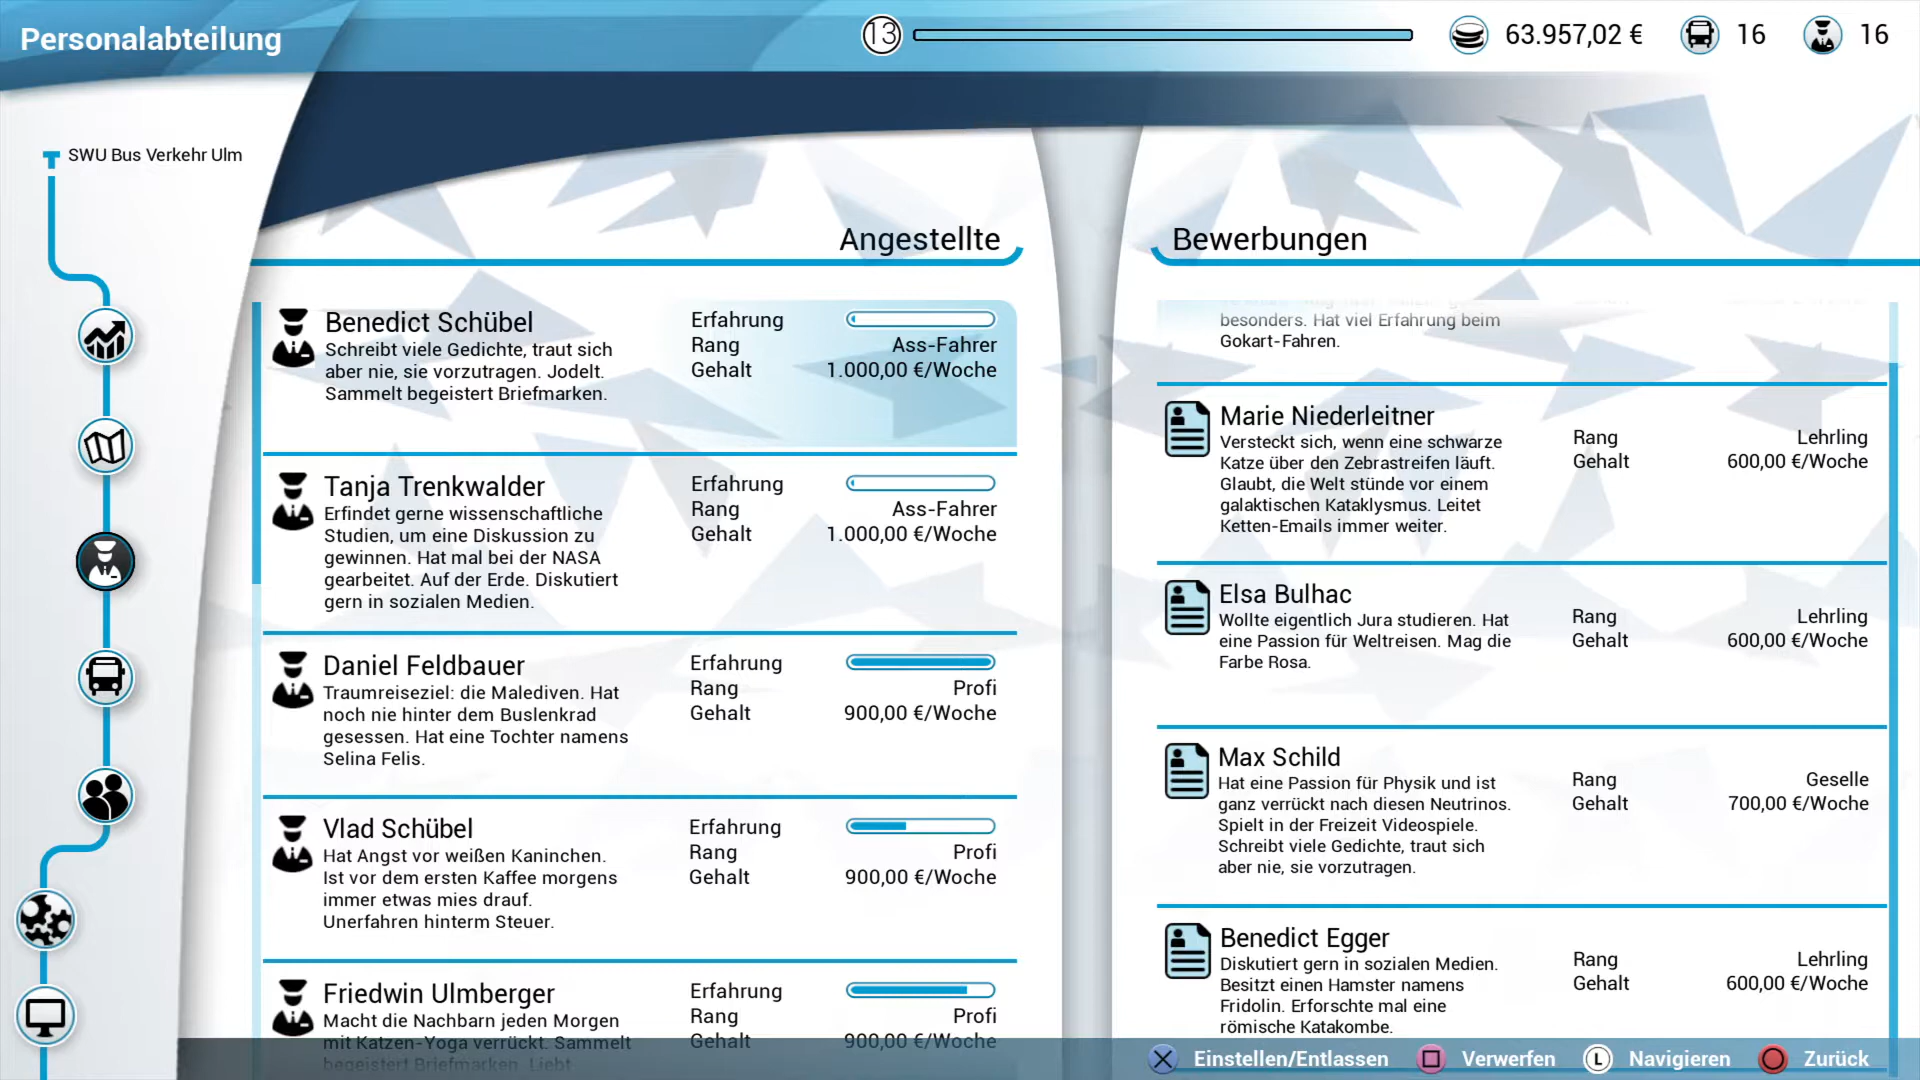 Personalabteilung
13
63.957,02 €
16
16
SWU Bus Verkehr Ulm
Angestellte
Benedict Schübel
Schreibt viele Gedichte, traut sich
aber nie, sie vorzutragen. Jodelt.
Sammelt begeistert Briefmarken.
Erfahrung
Rang Ass-Fahrer
Gehalt 1.000,00 €/Woche
Tanja Trenkwalder
Erfindet gerne wissenschaftliche
Studien, um eine Diskussion zu
gewinnen. Hat mal bei der NASA
gearbeitet. Auf der Erde. Diskutiert
gern in sozialen Medien.
Erfahrung
Rang Ass-Fahrer
Gehalt 1.000,00 €/Woche
Daniel Feldbauer
Traumreiseziel: die Malediven. Hat
noch nie hinter dem Buslenkrad
gesessen. Hat eine Tochter namens
Selina Felis.
Erfahrung
Rang Profi
Gehalt 900,00 €/Woche
Vlad Schübel
Hat Angst vor weißen Kaninchen.
Ist vor dem ersten Kaffee morgens
immer etwas mies drauf.
Unerfahren hinterm Steuer.
Erfahrung
Rang Profi
Gehalt 900,00 €/Woche
Friedwin Ulmberger
Macht die Nachbarn jeden Morgen
mit Katzen-Yoga verrückt. Sammelt
begeistert Briefmarken. Liebt
Erfahrung
Rang Profi
Gehalt 900,00 €/Woche
Bewerbungen
besonders. Hat viel Erfahrung beim
Gokart-Fahren.
Marie Niederleitner
Versteckt sich, wenn eine schwarze
Katze über den Zebrastreifen läuft.
Glaubt, die Welt stünde vor einem
galaktischen Kataklysmus. Leitet
Ketten-Emails immer weiter.
Rang Lehrling
Gehalt 600,00 €/Woche
Elsa Bulhac
Wollte eigentlich Jura studieren. Hat
eine Passion für Weltreisen. Mag die
Farbe Rosa.
Rang Lehrling
Gehalt 600,00 €/Woche
Max Schild
Hat eine Passion für Physik und ist
ganz verrückt nach diesen Neutrinos.
Spielt in der Freizeit Videospiele.
Schreibt viele Gedichte, traut sich
aber nie, sie vorzutragen.
Rang Geselle
Gehalt 700,00 €/Woche
Benedict Egger
Diskutiert gern in sozialen Medien.
Besitzt einen Hamster namens
Fridolin. Erforschte mal eine
römische Katakombe.
Rang Lehrling
Gehalt 600,00 €/Woche
Einstellen/Entlassen Verwerfen L Navigieren Zurück